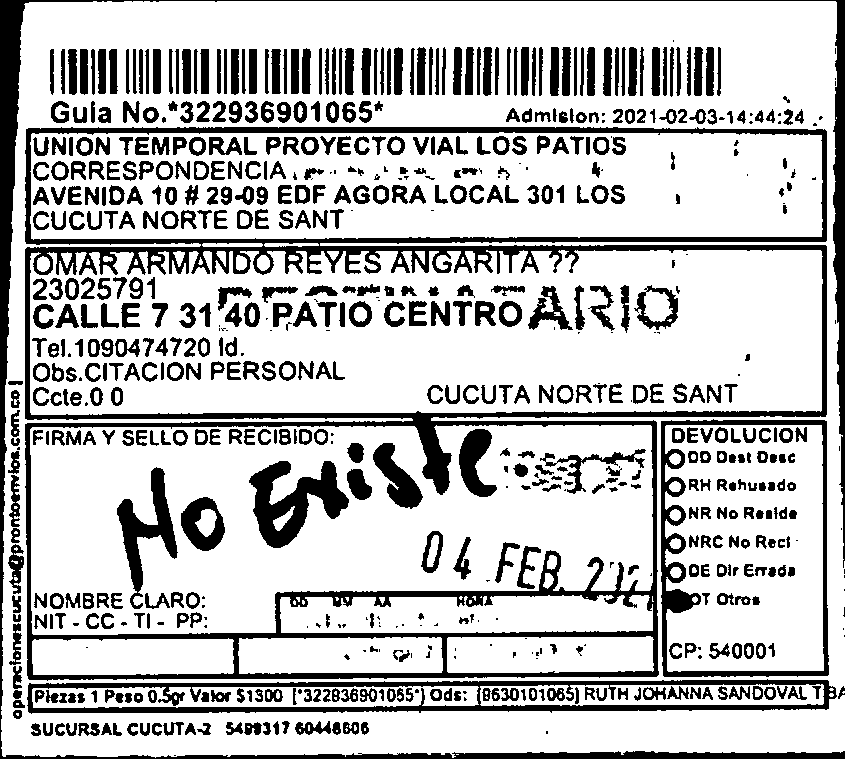 Guia No.*322936901065*
Admision: 2021-02-03-14:44:24
UNION TEMPORAL PROYECTO VIAL LOS PATIOS
CORRESPONDENCIA
AVENIDA 10 # 29-09 EDF AGORA LOCAL 301 LOS
CUCUTA NORTE DE SANT
OMAR ARMANDO REYES ANGARITA ??
23025791
CALLE 7 31 40 PATIO CENTRO
ARIO
Tel.1090474720 Id.
Obs.CITACION PERSONAL
Ccte.0 0
CUCUTA NORTE DE SANT
FIRMA Y SELLO DE RECIBIDO:
No Existe
04 FEB. 2021
NOMBRE CLARO:
NIT - CC - TI - PP:
DD MM AA HORA
DEVOLUCION
DD Dest Desc
RH Rehusado
NR No Reside
NRC No Recl
DE Dir Errada
OT Otros
CP: 540001
Piezas 1 Peso 0.5gr Valor $1300 [*322936901065*] Ods: (8630101065) RUTH JOHANNA SANDOVAL TIBA
SUCURSAL CUCUTA-2 5499317 60448606
operacionescucuta@prontoenvios.com.co |